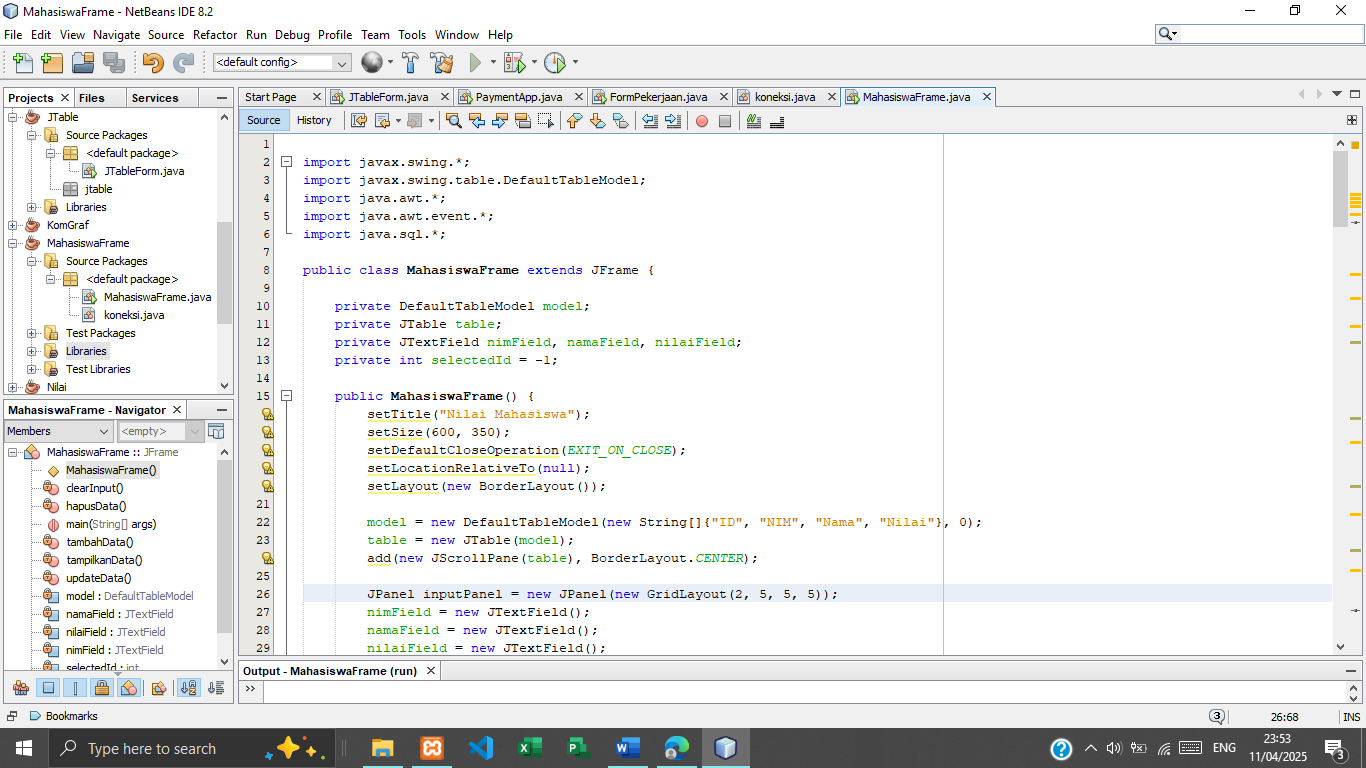 MahasiswaFrame - NetBeans IDE 8.2
File Edit View Navigate Source Refactor Run Debug Profile Team Tools Window Help
<default config>
Projects Files Services
JTable
Source Packages
<default package>
JTableForm.java
jtable
Libraries
KomGraf
MahasiswaFrame
Source Packages
<default package>
MahasiswaFrame.java
koneksi.java
Test Packages
Libraries
Test Libraries
Nilai
MahasiswaFrame - Navigator
Members <empty>
MahasiswaFrame :: JFrame
MahasiswaFrame()
clearInput()
hapusData()
main(String[] args)
tambahData()
tampilkanData()
updateData()
model : DefaultTableModel
namaField : JTextField
nilaiField : JTextField
nimField : JTextField
selectedId : int
Start Page JTableForm.java PaymentApp.java FormPekerjaan.java koneksi.java MahasiswaFrame.java
Source History
1
2 import javax.swing.*;
3 import javax.swing.table.DefaultTableModel;
4 import java.awt.*;
5 import java.awt.event.*;
6 import java.sql.*;
7
8 public class MahasiswaFrame extends JFrame {
9
10 private DefaultTableModel model;
11 private JTable table;
12 private JTextField nimField, namaField, nilaiField;
13 private int selectedId = -1;
14
15 public MahasiswaFrame() {
setTitle("Nilai Mahasiswa");
setSize(600, 350);
setDefaultCloseOperation(EXIT_ON_CLOSE);
setLocationRelativeTo(null);
setLayout(new BorderLayout());
21
22 model = new DefaultTableModel(new String[]{"ID", "NIM", "Nama", "Nilai"}, 0);
23 table = new JTable(model);
add(new JScrollPane(table), BorderLayout.CENTER);
25
26 JPanel inputPanel = new JPanel(new GridLayout(2, 5, 5, 5));
27 nimField = new JTextField();
28 namaField = new JTextField();
29 nilaiField = new JTextField();
Output - MahasiswaFrame (run)
Bookmarks
3 26:68 INS
Type here to search
ENG
23:53
11/04/2025
3